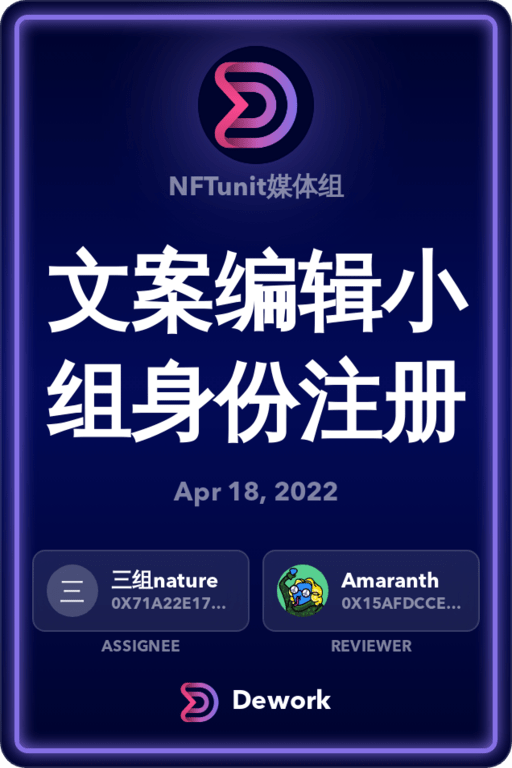 NFTunit媒体组
文案编辑小
组身份注册
Apr 18, 2022
三
三组nature
0X71A22E17...
ASSIGNEE
Amaranth
0X15AFDCCE...
REVIEWER
Dework